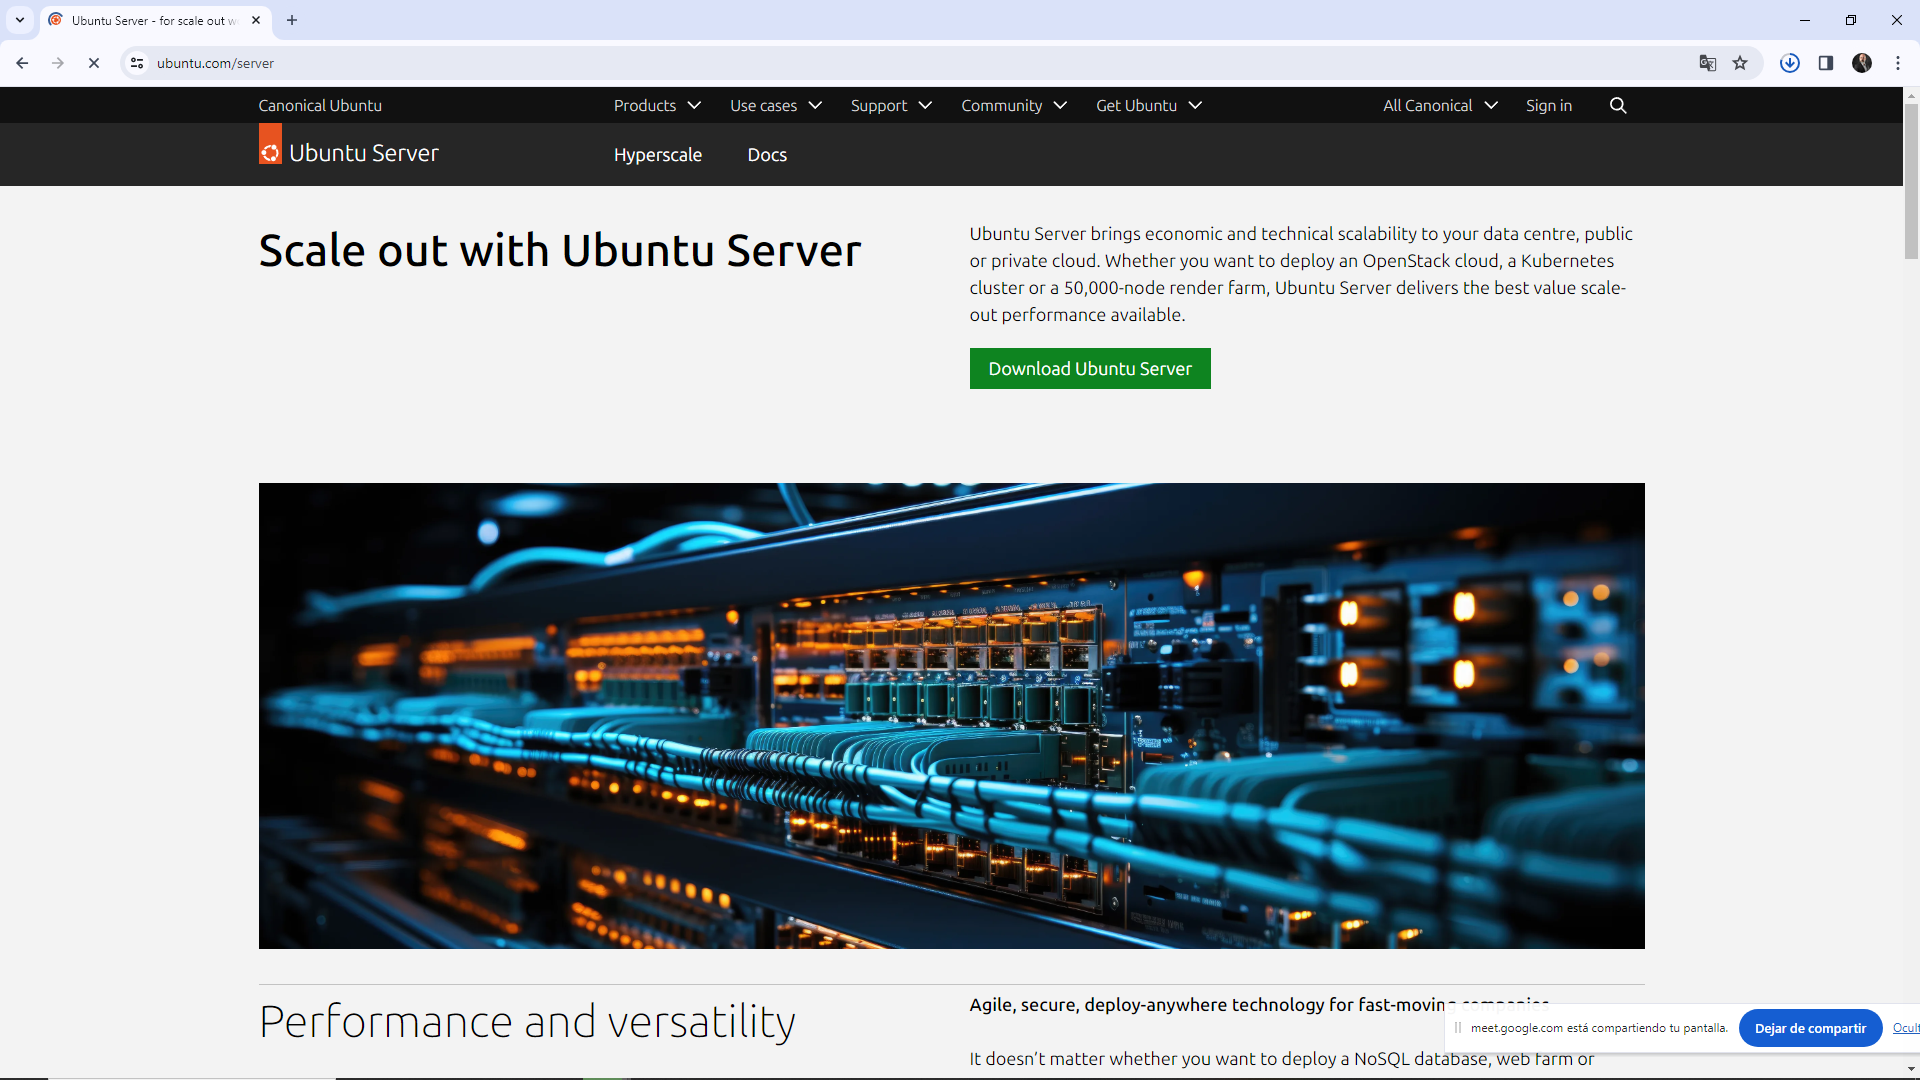 Ubuntu Server - for scale out w
ubuntu.com/server
Canonical Ubuntu
Products
Use cases
Support
Community
Get Ubuntu
All Canonical
Sign in
Ubuntu Server
Hyperscale
Docs
Scale out with Ubuntu Server
Ubuntu Server brings economic and technical scalability to your data centre, public
or private cloud. Whether you want to deploy an OpenStack cloud, a Kubernetes
cluster or a 50,000-node render farm, Ubuntu Server delivers the best value scale-
out performance available.
Download Ubuntu Server
Performance and versatility
Agile, secure, deploy-anywhere technology for fast-moving companies
It doesn’t matter whether you want to deploy a NoSQL database, web farm or
meet.google.com está compartiendo tu pantalla.
Dejar de compartir
Ocult